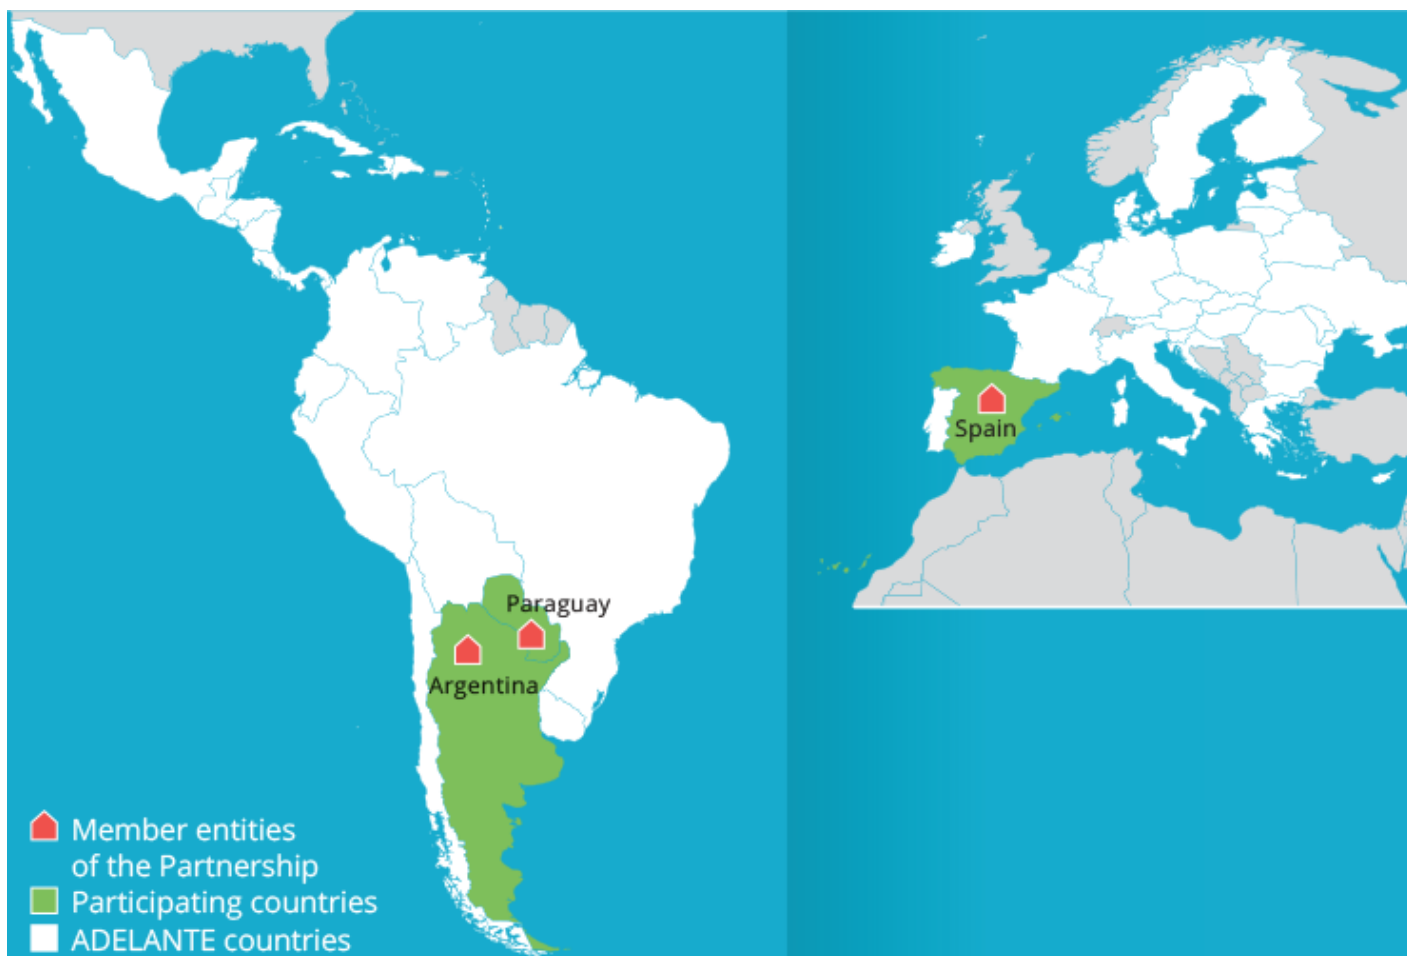 Spain
Paraguay
Argentina
Member entities
of the Partnership
Participating countries
ADELANTE countries